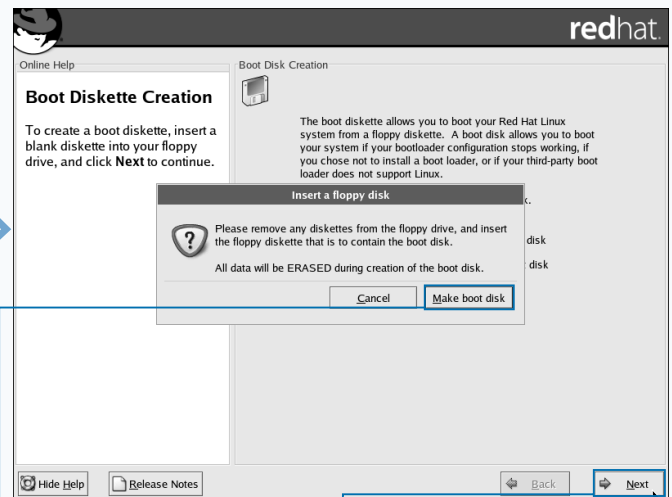 redhat.
Online Help
Boot Diskette Creation
To create a boot diskette, insert a
blank diskette into your floppy
drive, and click Next to continue.
Boot Disk Creation
The boot diskette allows you to boot your Red Hat Linux
system from a floppy diskette. A boot disk allows you to boot
your system if your bootloader configuration stops working, if
you chose not to install a boot loader, or if your third-party boot
loader does not support Linux.
k.
disk
disk
Insert a floppy disk
Please remove any diskettes from the floppy drive, and insert
the floppy diskette that is to contain the boot disk.
All data will be ERASED during creation of the boot disk.
Cancel
Make boot disk
Hide Help
Release Notes
Back
Next